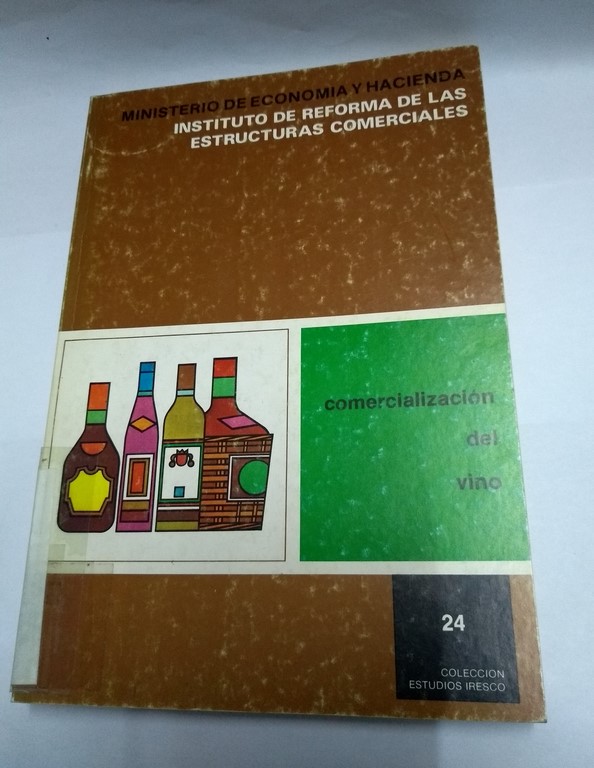 MINISTERIO DE ECONOMIA Y HACIENDA
INSTITUTO DE REFORMA DE LAS
ESTRUCTURAS COMERCIALES
comercialización
del
vino
24
COLECCION
ESTUDIOS IRESCO